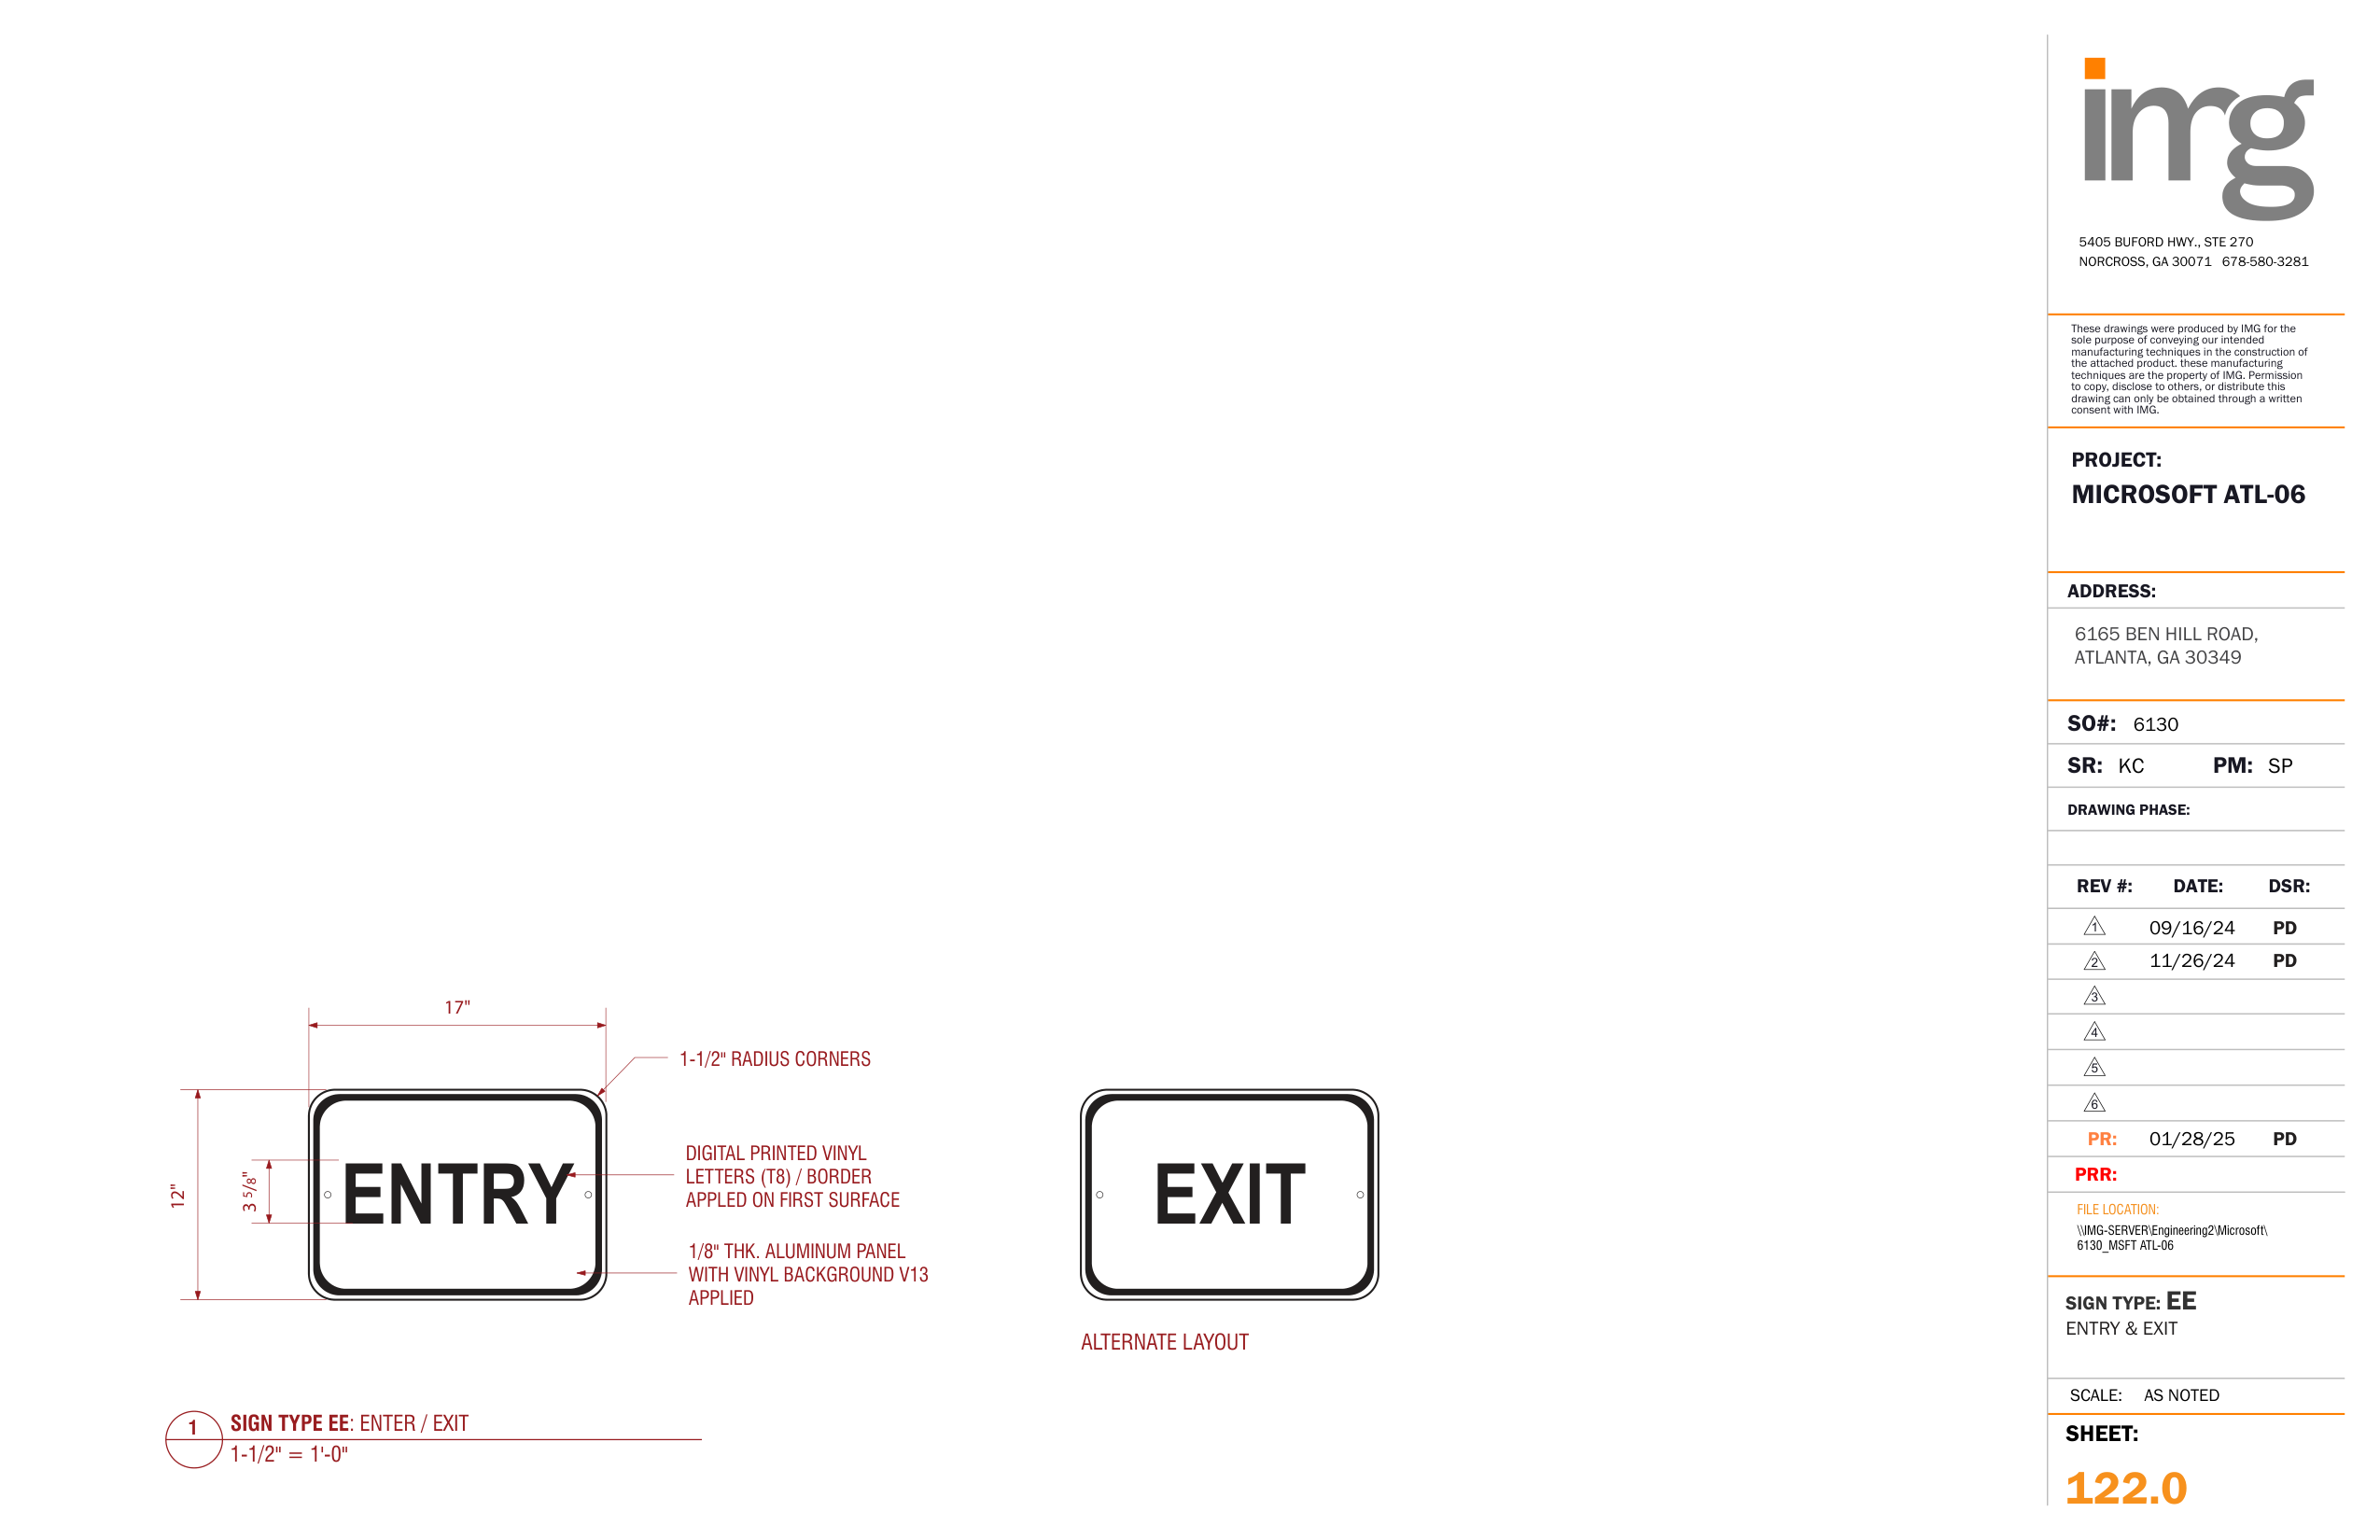 17"
1-1/2" RADIUS CORNERS
12"
3 5/8"
ENTRY
DIGITAL PRINTED VINYL
LETTERS (T8) / BORDER
APPLED ON FIRST SURFACE
1/8" THK. ALUMINUM PANEL
WITH VINYL BACKGROUND V13
APPLIED
EXIT
ALTERNATE LAYOUT
1
SIGN TYPE EE: ENTER / EXIT
1-1/2" = 1'-0"
img
5405 BUFORD HWY., STE 270
NORCROSS, GA 30071 678-580-3281
These drawings were produced by IMG for the
sole purpose of conveying our intended
manufacturing techniques in the construction of
the attached product. these manufacturing
techniques are the property of IMG. Permission
to copy, disclose to others, or distribute this
drawing can only be obtained through a written
consent with IMG.
PROJECT:
MICROSOFT ATL-06
ADDRESS:
6165 BEN HILL ROAD,
ATLANTA, GA 30349
SO#: 6130
SR: KC PM: SP
DRAWING PHASE:
REV #: DATE: DSR:
1 09/16/24 PD
2 11/26/24 PD
3
4
5
6
PR: 01/28/25 PD
PRR:
FILE LOCATION:
\\IMG-SERVER\Engineering2\Microsoft\
6130_MSFT ATL-06
SIGN TYPE: EE
ENTRY & EXIT
SCALE: AS NOTED
SHEET:
122.0